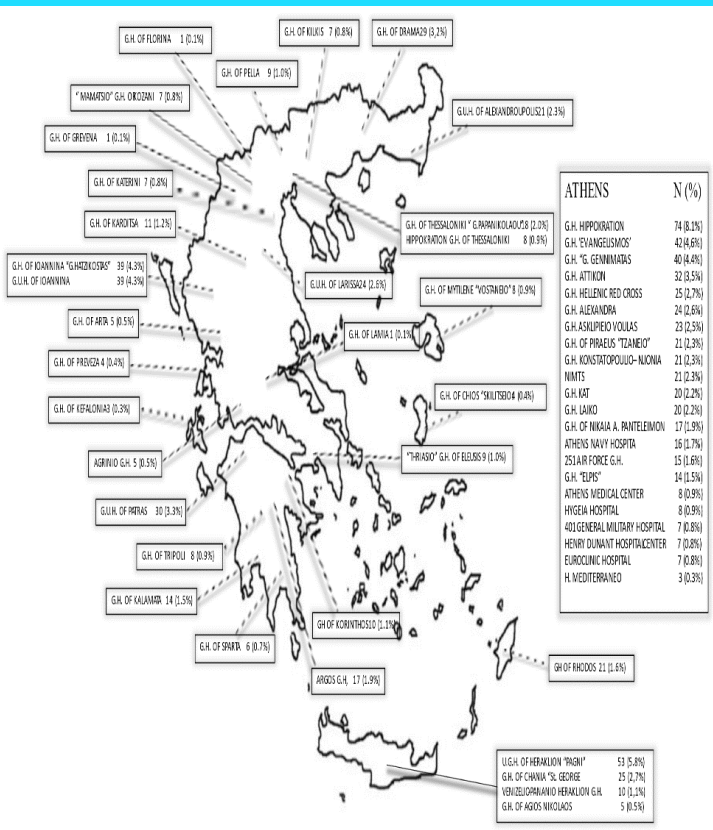 G.H. OF FLORINA 1 (0.1%)
G.H. OF KILKIS 7 (0.8%)
G.H. OF DRAMA29 (3,2%)
G.H. OF PELLA 9 (1.0%)
“ MAMATSIO” G.H. OKOZANI 7 (0.8%)
G.U.H. OF ALEXANDROUPOLIS21 (2.3%)
G.H. OF GREVENA 1 (0.1%)
G.H. OF KATERINI 7 (0.8%)
G.H. OF KARDITSA 11 (1.2%)
G.H. OF THESSALONIKI “ G.PAPANIKOLAOU”18 (2.0%)
HIPPOKRATION G.H. OF THESSALONIKI 8 (0.9%)
G.H. OF IOANNINA “G.HATZIKOSTAS” 39 (4.3%)
G.U.H. OF IOANNINA 39 (4.3%)
G.U.H. OF LARISSA24 (2.6%)
G.H. OF MYTILENE “VOSTANEIO” 8 (0.9%)
G.H. OF ARTA 5 (0.5%)
G.H. OF LAMIA 1 (0.1%)
G.H. OF PREVEZA 4 (0.4%)
G.H. OF CHIOS “SKILITSEIO4 (0.4%)
G.H. OF KEFALONIA3 (0.3%)
AGRINIO G.H. 5 (0.5%)
“THRIASIO” G.H. OF ELEUSIS 9 (1.0%)
G.U.H. OF PATRAS 30 (3.3%)
G.H. OF TRIPOLI 8 (0.9%)
G.H. OF KALAMATA 14 (1.5%)
GH OF KORINTHOS10 (1.1%)
G.H. OF SPARTA 6 (0.7%)
ARGOS G.H, 17 (1.9%)
GH OF RHODOS 21 (1.6%)
U.G.H. OF HERAKLION “PAGNI” 53 (5.8%)
G.H. OF CHANIA “St. GEORGE 25 (2,7%)
VENIZELIOPANANIO HERAKLION G.H. 10 (1,1%)
G.H. OF AGIOS NIKOLAOS 5 (0.5%)
ATHENS N (%)
G.H. HIPPOKRATION 74 (8.1%)
G.H. ‘EVANGELISMOS’ 42 (4,6%)
G.H. “G. GENNIMATAS 40 (4.4%)
G.H. ATTIKON 32 (3,5%)
G.H. HELLENIC RED CROSS 25 (2,7%)
G.H. ALEXANDRA 24 (2,6%)
G.H.ASKLIPIEIO VOULAS 23 (2,5%)
G.H. OF PIRAEUS “TZANEIO” 21 (2,3%)
G.H. KONSTATOPOULIO– N.IONIA 21 (2,3%)
NIMTS 21 (2.3%)
G.H. KAT 20 (2.2%)
G.H. LAIKO 20 (2.2%)
G.H. OF NIKAIA A. PANTELEIMON 17 (1.9%)
ATHENS NAVY HOSPITA 16 (1.7%)
251 AIR FORCE G.H. 15 (1.6%)
G.H. “ELPIS” 14 (1.5%)
ATHENS MEDICAL CENTER 8 (0.9%)
HYGEIA HOSPITAL 8 (0.9%)
401GENERAL MILITARY HOSPITAL 7 (0.8%)
HENRY DUNANT HOSPITALCENTER 7 (0.8%)
EUROCLINIC HOSPITAL 7 (0.8%)
H. MEDITERRANEO 3 (0.3%)